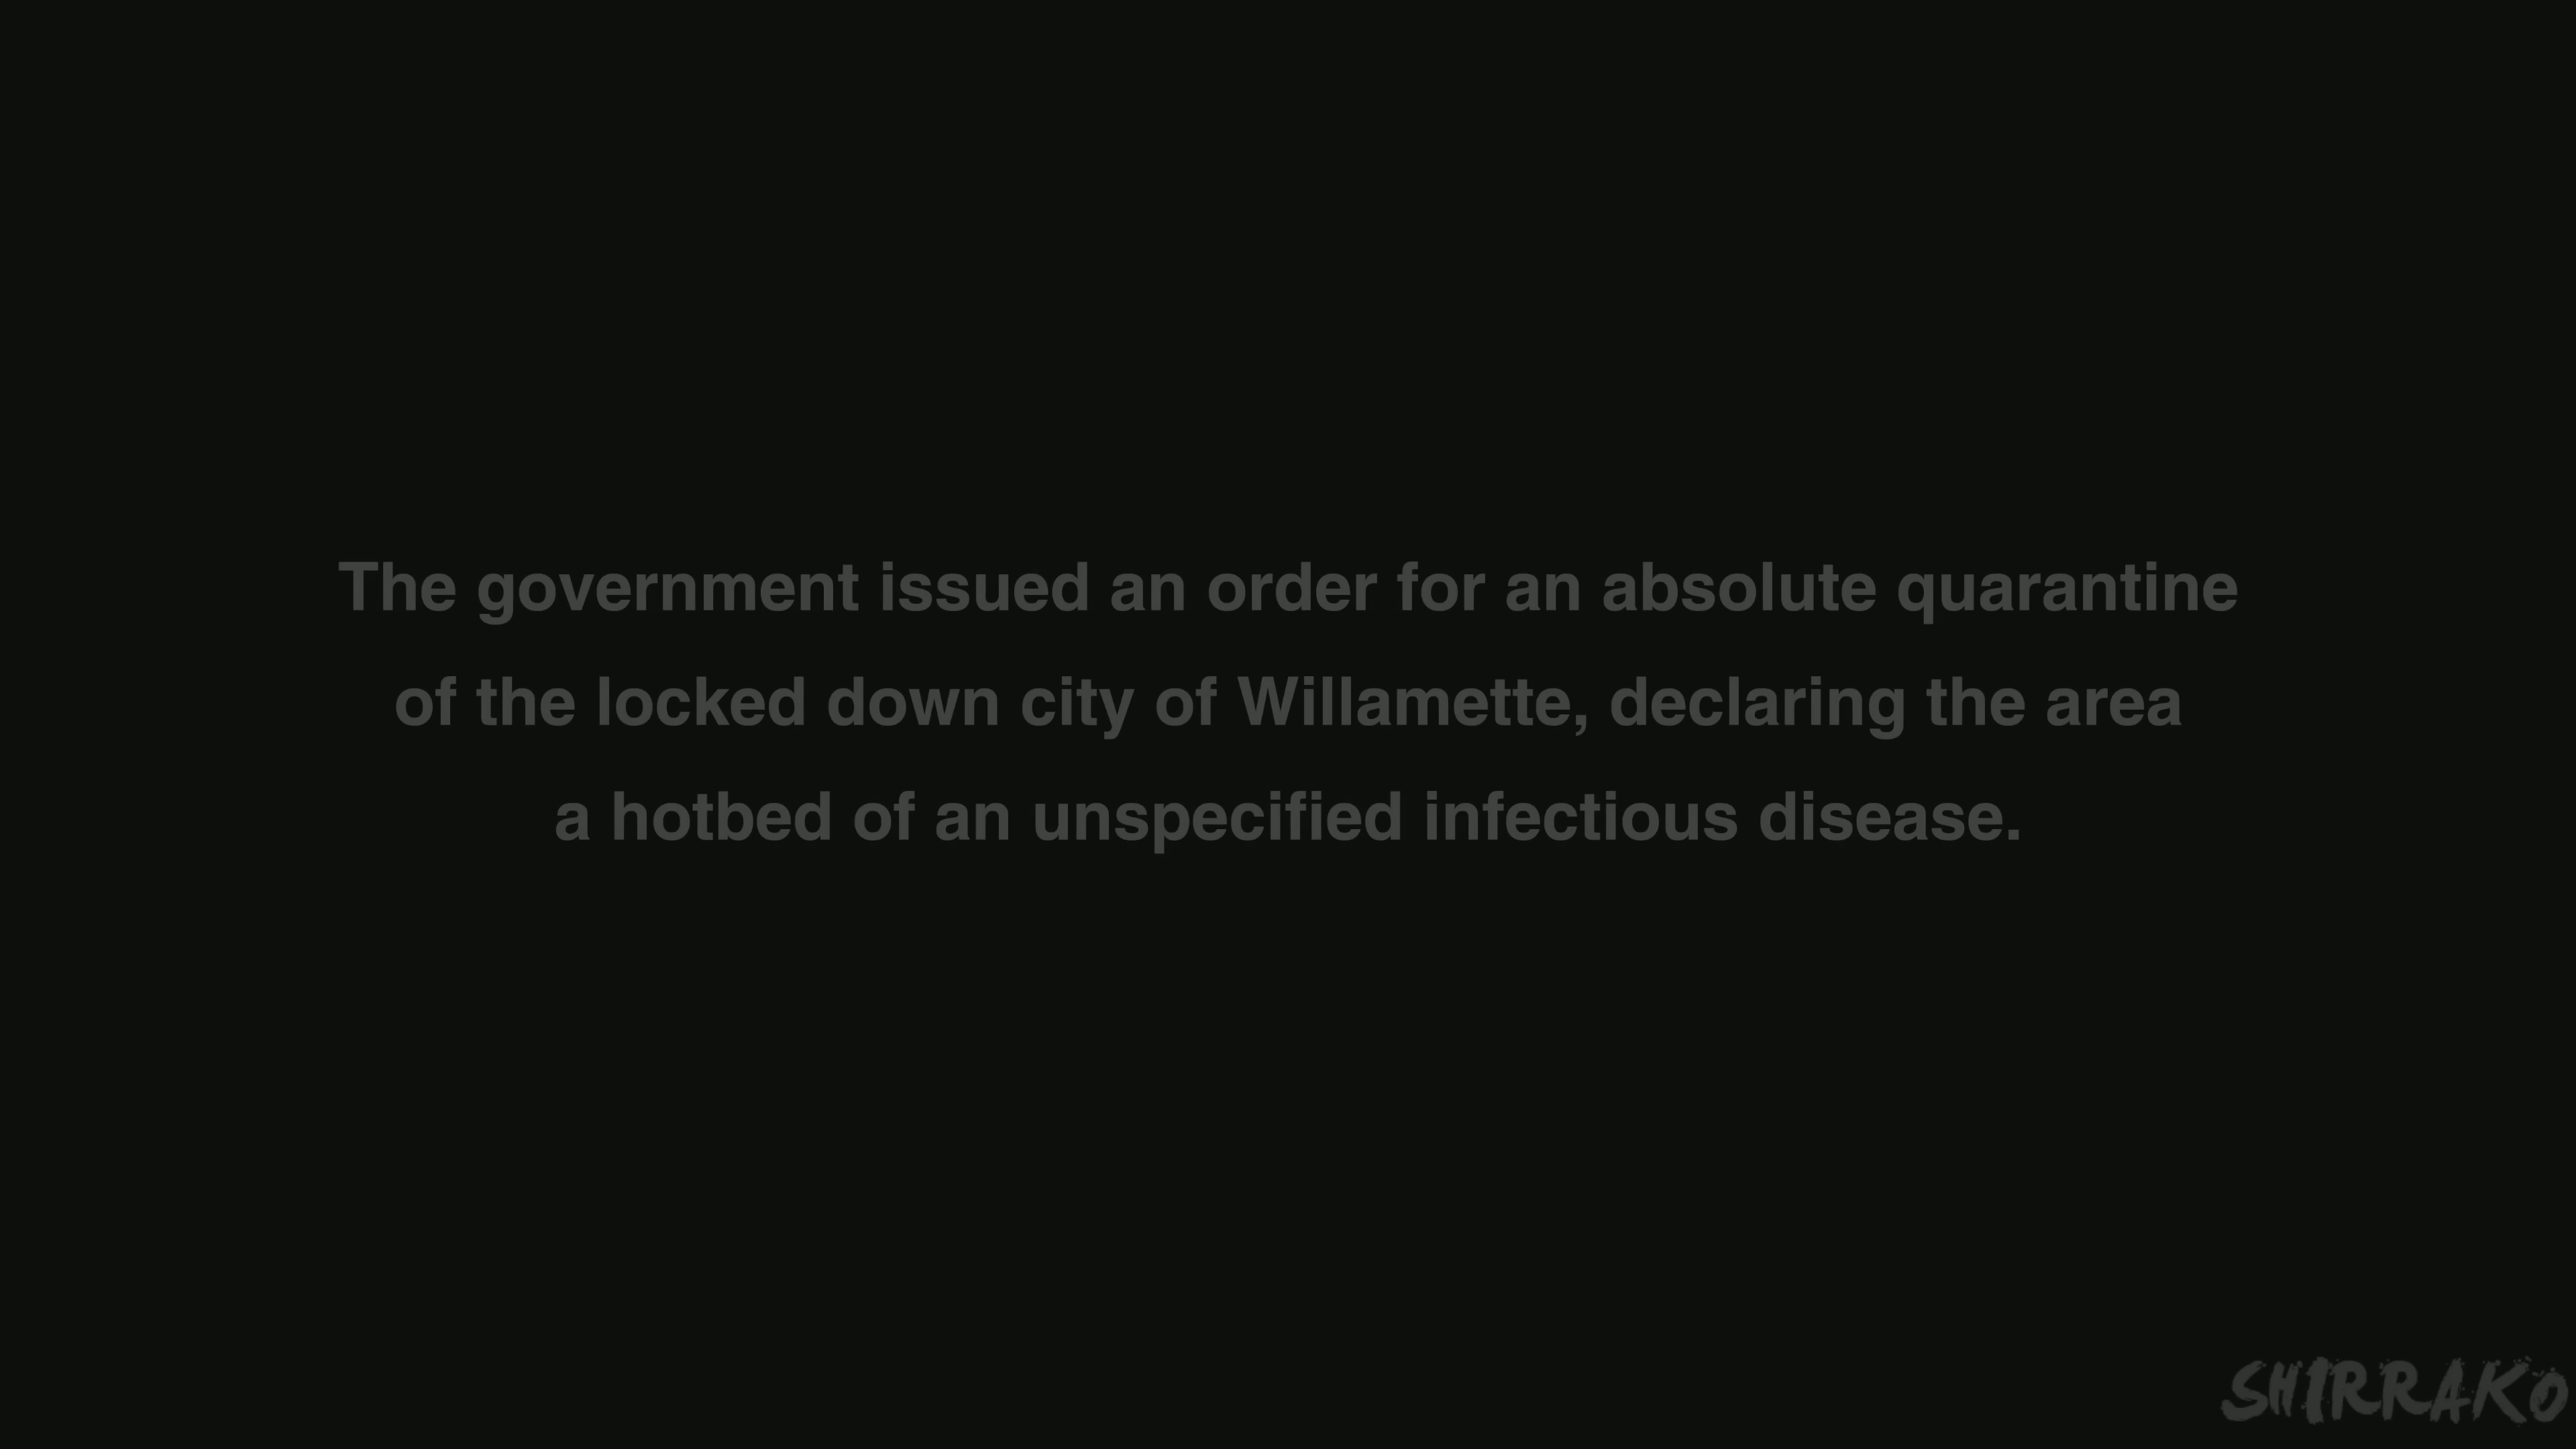 The government issued an order for an absolute quarantine
of the locked down city of Willamette, declaring the area
a hotbed of an unspecified infectious disease.
SHIRRAKO